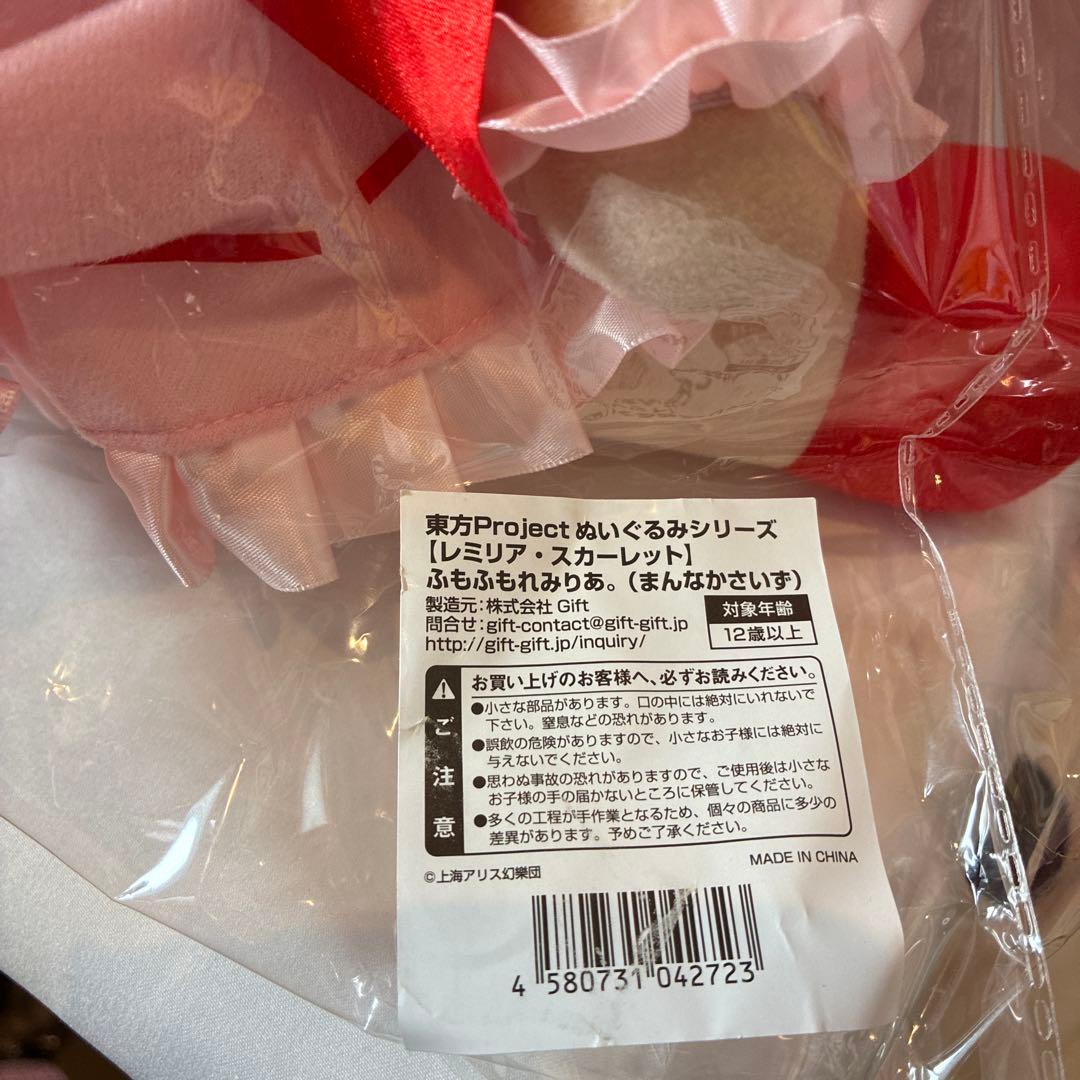 東方Project ぬいぐるみシリーズ
【レミリア・スカーレット】
ふもふもれみりあ。(まんなかさいず)
製造元:株式会社 Gift
問合せ:gift-contact@gift-gift.jp
http://gift-gift.jp/inquiry/
対象年齢
12歳以上
ご注意
お買い上げのお客様へ、必ずお読みください。
●小さな部品があります。口の中には絶対にいれないで
下さい。窒息などの恐れがあります。
●誤飲の危険がありますので、小さなお子様には絶対に
与えないでください。
●思わぬ事故の恐れがありますので、ご使用後は小さな
お子様の手の届かないところに保管してください。
●多くの工程が手作業となるため、個々の商品に多少の
差異があります。予めご了承ください。
MADE IN CHINA
©上海アリス幻樂団
4 580731 042723